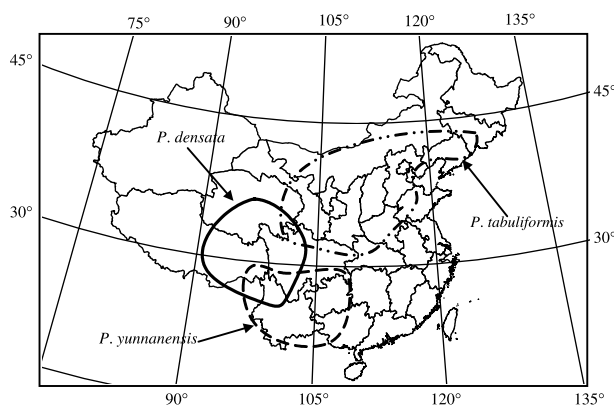 75° 90° 105° 120° 135°
45°
45°
P. densata
30°
P. tabuliformis
30°
P. yunnanensis
90° 105° 120° 135°